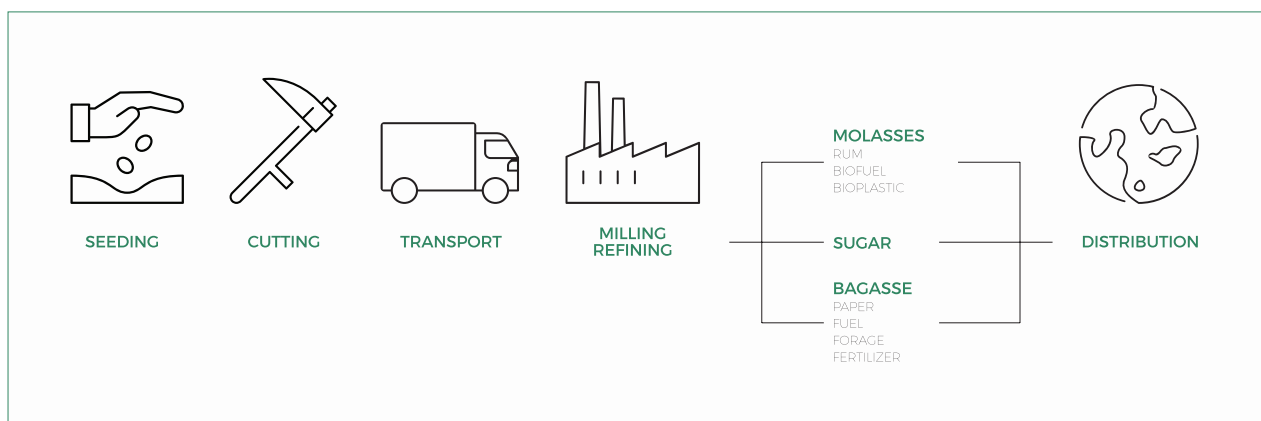 SEEDING
CUTTING
TRANSPORT
MILLING
REFINING
MOLASSES
RUM
BIOFUEL
BIOPLASTIC
SUGAR
BAGASSE
PAPER
FUEL
FORAGE
FERTILIZER
DISTRIBUTION